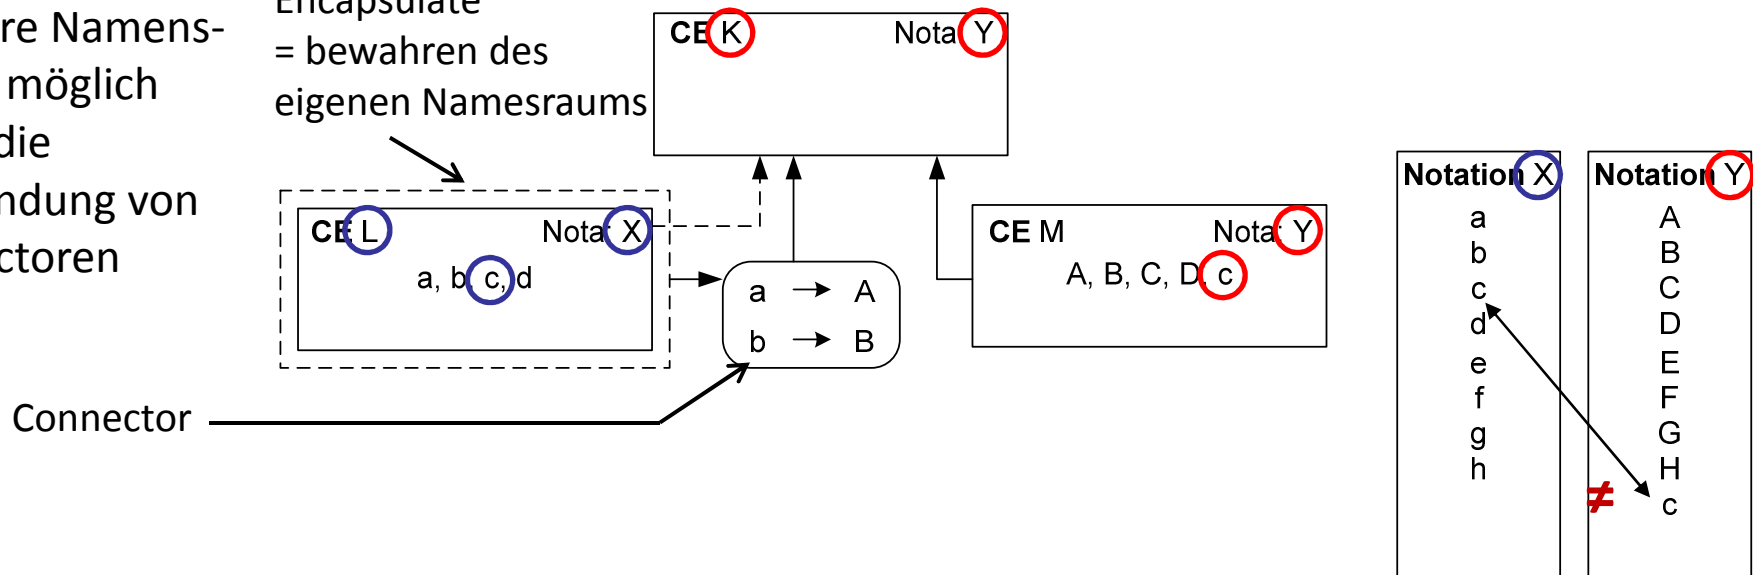 re Namens-
möglich
die
ndung von
ctoren
Encapsulate
= bewahren des
eigenen Namesraums
CE K Nota Y
CE L Nota: X
a, b, c, d
a → A
b → B
CE M Nota: Y
A, B, C, D, c
Connector
Notation X
a
b
c
d
e
f
g
h
Notation Y
A
B
C
D
E
F
G
H
c
≠